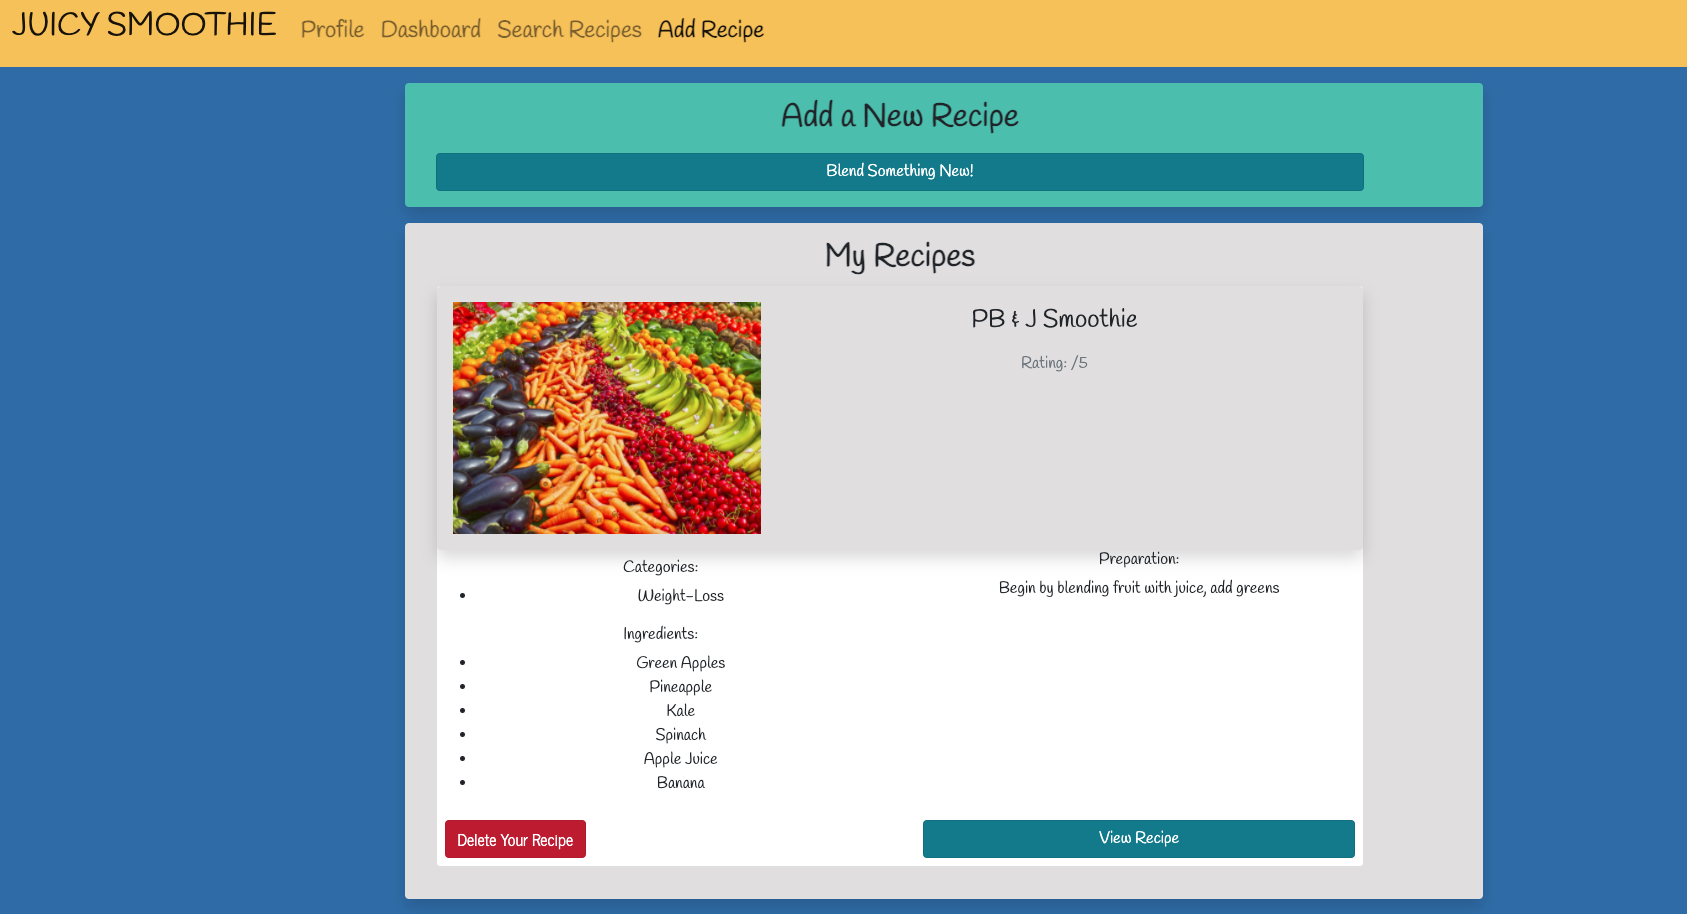 JUICY SMOOTHIE Profile Dashboard Search Recipes Add Recipe
Add a New Recipe
Blend Something New!
My Recipes
PB & J Smoothie
Rating: /5
Categories:
• Weight-Loss
Ingredients:
• Green Apples
• Pineapple
• Kale
• Spinach
• Apple Juice
• Banana
Preparation:
Begin by blending fruit with juice, add greens
Delete Your Recipe
View Recipe